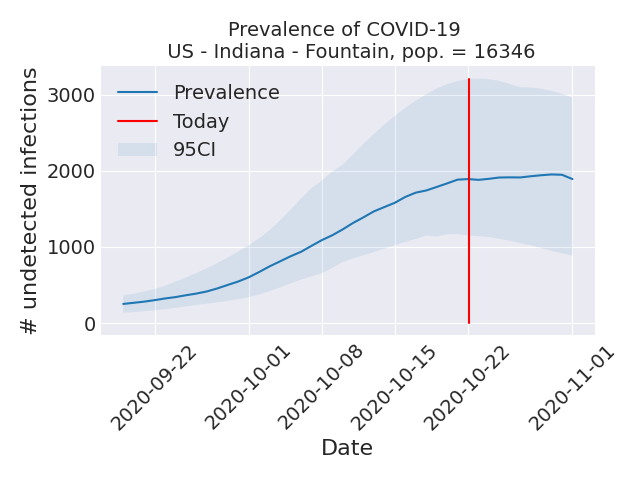 Prevalence of COVID-19
US - Indiana - Fountain, pop. = 16346
# undetected infections
3000
2000
1000
0
Prevalence
Today
95CI
2020-09-22
2020-10-01
2020-10-08
2020-10-15
2020-10-22
2020-11-01
Date